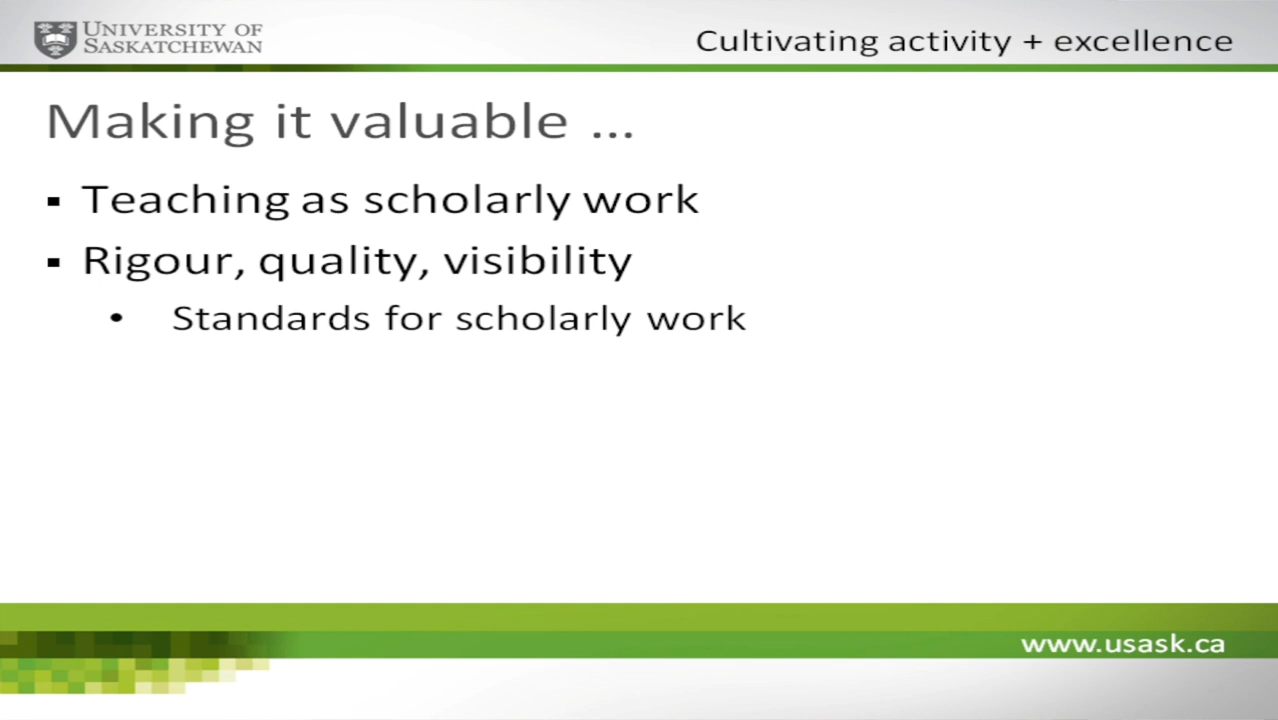 UNIVERSITY OF
SASKATCHEWAN
Cultivating activity + excellence
Making it valuable ...
▪ Teaching as scholarly work
▪ Rigour, quality, visibility
• Standards for scholarly work
www.usask.ca